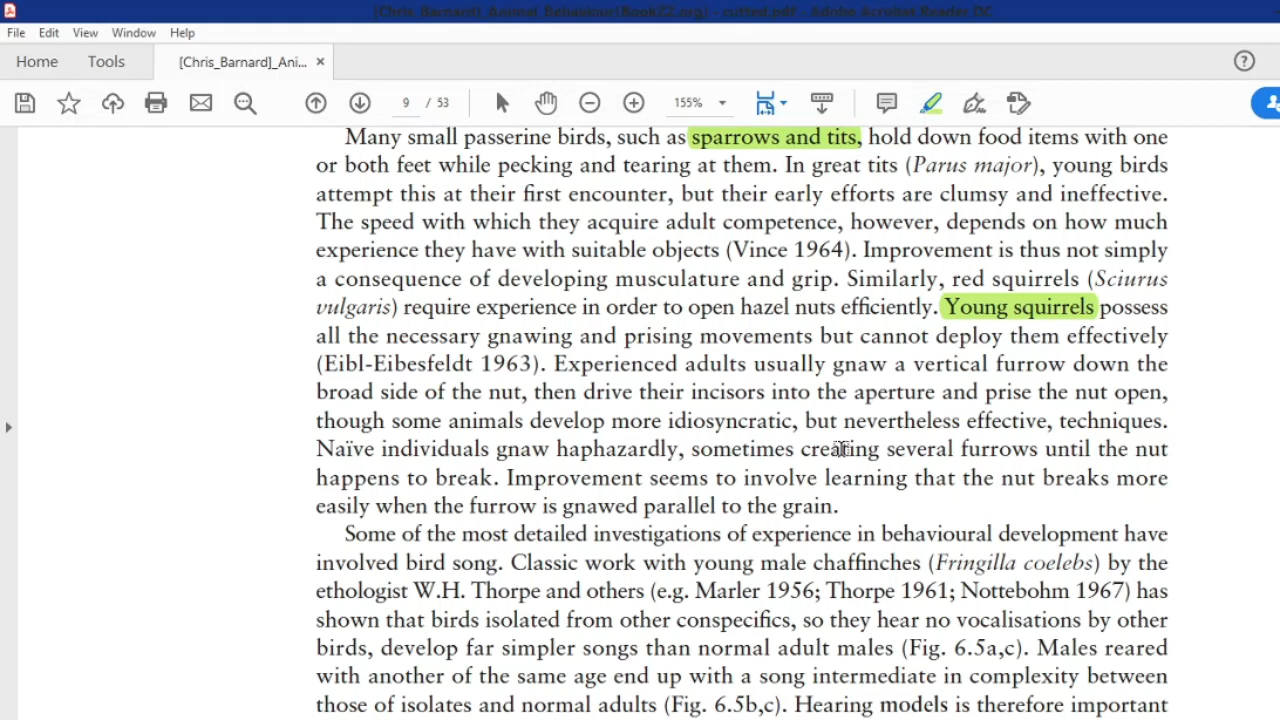 [Chris_Barnard]_Animal_Behaviour(BookZZ.org) - cutted.pdf - Adobe Acrobat Reader DC
File Edit View Window Help
Home Tools [Chris_Barnard]_Ani... ×
9 / 53 155%
Many small passerine birds, such as sparrows and tits, hold down food items with one
or both feet while pecking and tearing at them. In great tits (Parus major), young birds
attempt this at their first encounter, but their early efforts are clumsy and ineffective.
The speed with which they acquire adult competence, however, depends on how much
experience they have with suitable objects (Vince 1964). Improvement is thus not simply
a consequence of developing musculature and grip. Similarly, red squirrels (Sciurus
vulgaris) require experience in order to open hazel nuts efficiently. Young squirrels possess
all the necessary gnawing and prising movements but cannot deploy them effectively
(Eibl-Eibesfeldt 1963). Experienced adults usually gnaw a vertical furrow down the
broad side of the nut, then drive their incisors into the aperture and prise the nut open,
though some animals develop more idiosyncratic, but nevertheless effective, techniques.
Naïve individuals gnaw haphazardly, sometimes creating several furrows until the nut
happens to break. Improvement seems to involve learning that the nut breaks more
easily when the furrow is gnawed parallel to the grain.
Some of the most detailed investigations of experience in behavioural development have
involved bird song. Classic work with young male chaffinches (Fringilla coelebs) by the
ethologist W.H. Thorpe and others (e.g. Marler 1956; Thorpe 1961; Nottebohm 1967) has
shown that birds isolated from other conspecifics, so they hear no vocalisations by other
birds, develop far simpler songs than normal adult males (Fig. 6.5a,c). Males reared
with another of the same age end up with a song intermediate in complexity between
those of isolates and normal adults (Fig. 6.5b,c). Hearing models is therefore important